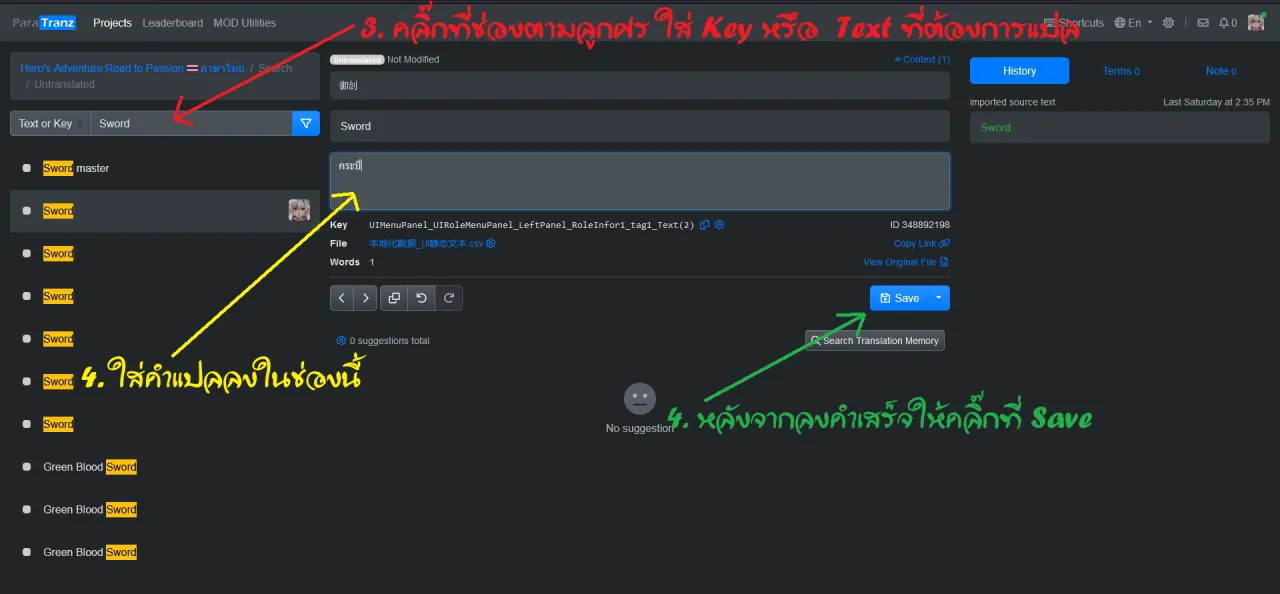 ParaTranz Projects Leaderboard MOD Utilities Shortcuts En 0
3. คลิ๊กที่ช่องตามลูกศร ใส่ Key หรือ Text ที่ต้องการแปล
Hero's Adventure:Road to Passion ภาษาไทย / Search
/ Untranslated
Text or Key Sword
Sword master
Sword
Sword
Sword
Sword
Sword
Sword
Green Blood Sword
Green Blood Sword
Green Blood Sword
Untranslated Not Modified Context (1)
御剑
Sword
กระบี่
Key UIMenuPanel_UIRoleMenuPanel_LeftPanel_RoleInfor1_tag1_Text(2) ID 348892198
File 本地化数据_UI静态文本.csv Copy Link
Words 1 View Original File
Save
0 suggestions total Search Translation Memory
4. ใส่คำแปลลงในช่องนี้
No suggestion
4. หลังจากลงคำเสร็จให้คลิ๊กที่ Save
History Terms 0 Note 0
imported source text Last Saturday at 2:35 PM
Sword